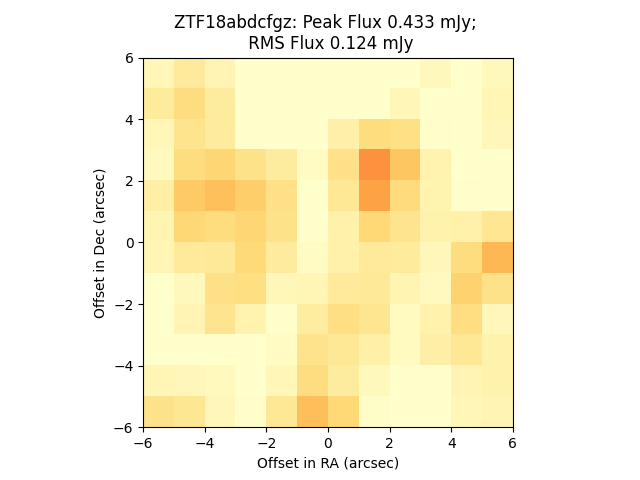 ZTF18abdcfgz: Peak Flux 0.433 mJy;
RMS Flux 0.124 mJy
6
4
2
0
−2
−4
−6
Offset in Dec (arcsec)
−6 −4 −2 0 2 4 6
Offset in RA (arcsec)